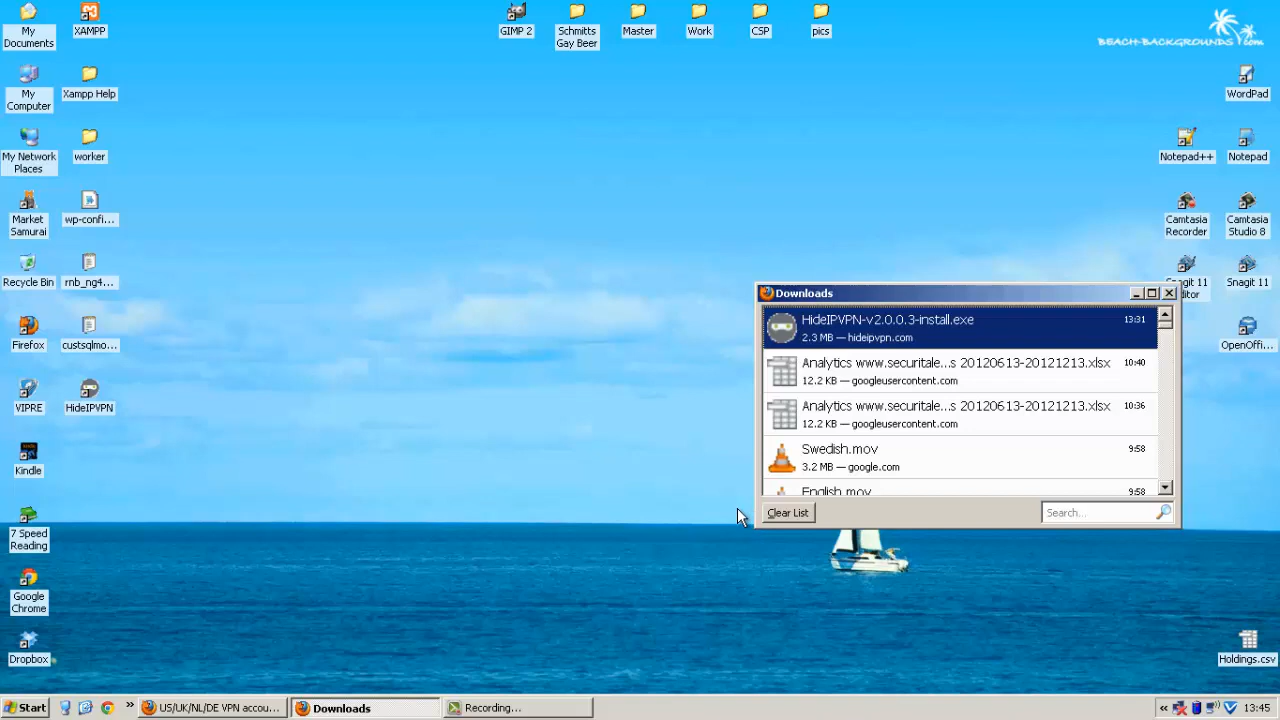 My
Documents
XAMPP
GIMP 2
Schmitts
Gay Beer
Master
Work
CSP
pics
BEACH-BACKGROUNDS.com
My
Computer
Xampp Help
WordPad
My Network
Places
worker
Notepad++
Notepad
Market
Samurai
wp-confi...
Camtasia
Recorder
Camtasia
Studio 8
Recycle Bin
rnb_ng4...
Snagit 11
ditor
Snagit 11
Firefox
custsqlmo...
OpenOffi...
VIPRE
HideIPVPN
Kindle
7 Speed
Reading
Google
Chrome
Dropbox
Holdings.csv
Downloads
HideIPVPN-v2.0.0.3-install.exe 13:31
2.3 MB — hideipvpn.com
Analytics www.securitale...s 20120613-20121213.xlsx 10:40
12.2 KB — googleusercontent.com
Analytics www.securitale...s 20120613-20121213.xlsx 10:36
12.2 KB — googleusercontent.com
Swedish.mov 9:58
3.2 MB — google.com
English.mov 9:58
Clear List
Search...
Start
»
US/UK/NL/DE VPN accou...
Downloads
Recording...
«
13:45